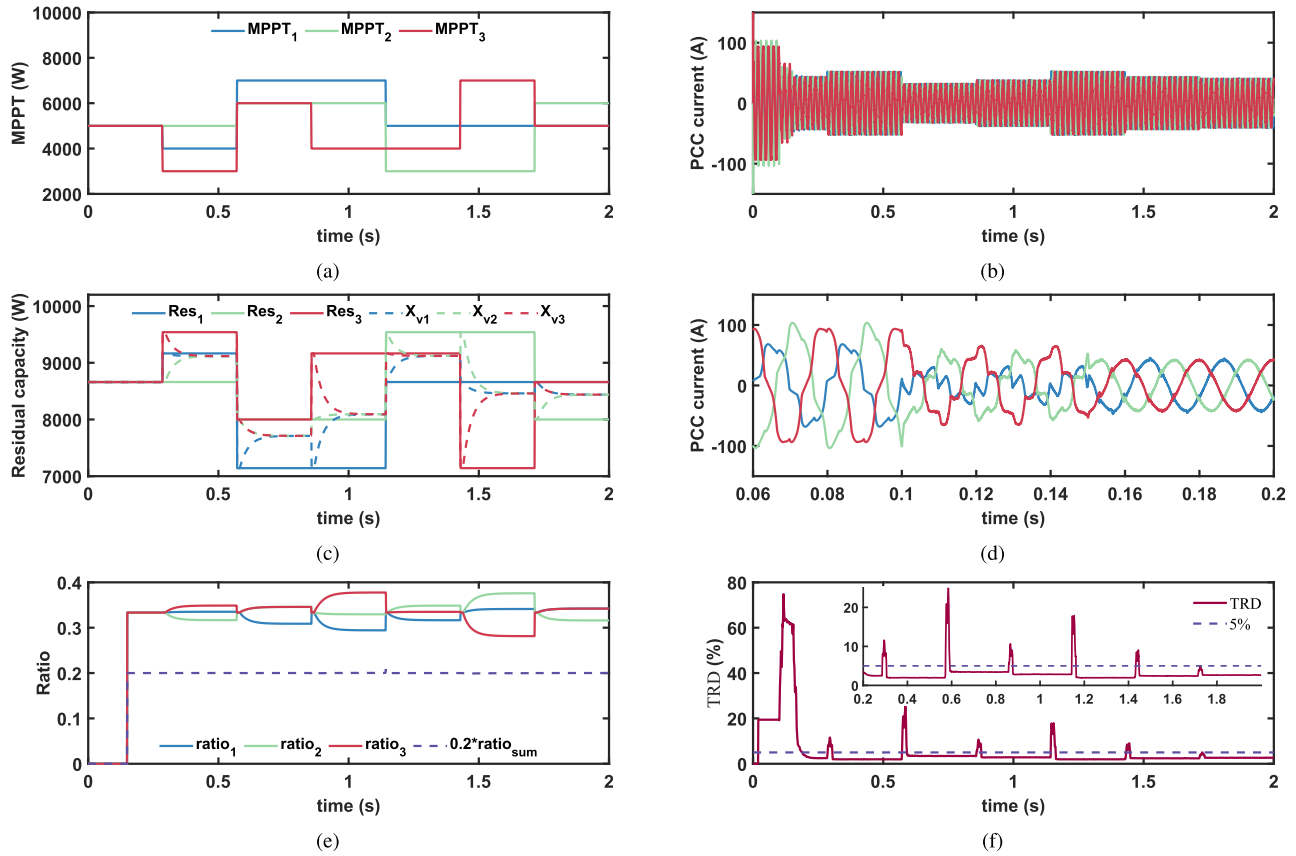 10000
8000
6000
4000
2000
MPPT (W)
MPPT1 MPPT2 MPPT3
0 0.5 1 1.5 2
time (s)
(a)
100
0
-100
PCC current (A)
0 0.5 1 1.5 2
time (s)
(b)
10000
9000
8000
7000
Residual capacity (W)
Res1 Res2 Res3 Xv1 Xv2 Xv3
0 0.5 1 1.5 2
time (s)
(c)
100
0
-100
PCC current (A)
0.06 0.08 0.1 0.12 0.14 0.16 0.18 0.2
time (s)
(d)
0.4
0.3
0.2
0.1
0
Ratio
ratio1 ratio2 ratio3 0.2*ratiosum
0 0.5 1 1.5 2
time (s)
(e)
80
60
40
20
0
TRD (%)
20
10
0
0.2 0.4 0.6 0.8 1 1.2 1.4 1.6 1.8
TRD
5%
0 0.5 1 1.5 2
time (s)
(f)